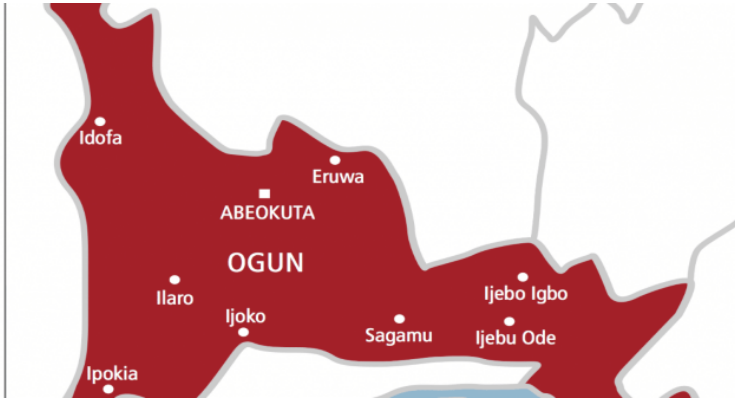 Idofa
Eruwa
ABEOKUTA
OGUN
Ilaro
Ijebo Igbo
Ijoko
Sagamu
Ijebu Ode
Ipokia